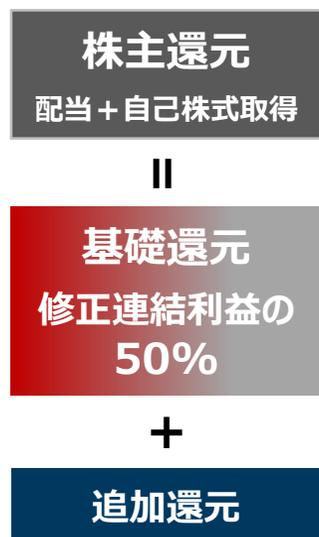 株主還元
配当＋自己株式取得
＝
基礎還元
修正連結利益の
50%
＋
追加還元